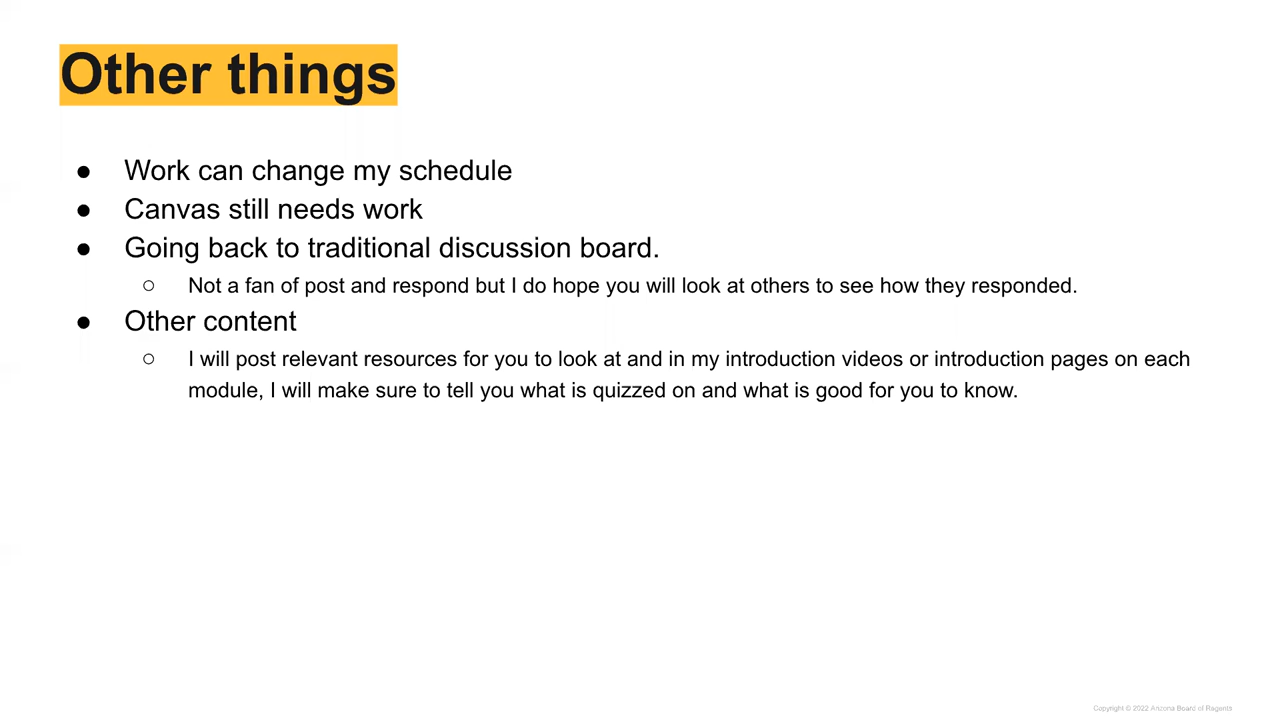 Other things
● Work can change my schedule
● Canvas still needs work
● Going back to traditional discussion board.
○ Not a fan of post and respond but I do hope you will look at others to see how they responded.
● Other content
○ I will post relevant resources for you to look at and in my introduction videos or introduction pages on each
module, I will make sure to tell you what is quizzed on and what is good for you to know.
Copyright © 2022 Arizona Board of Regents